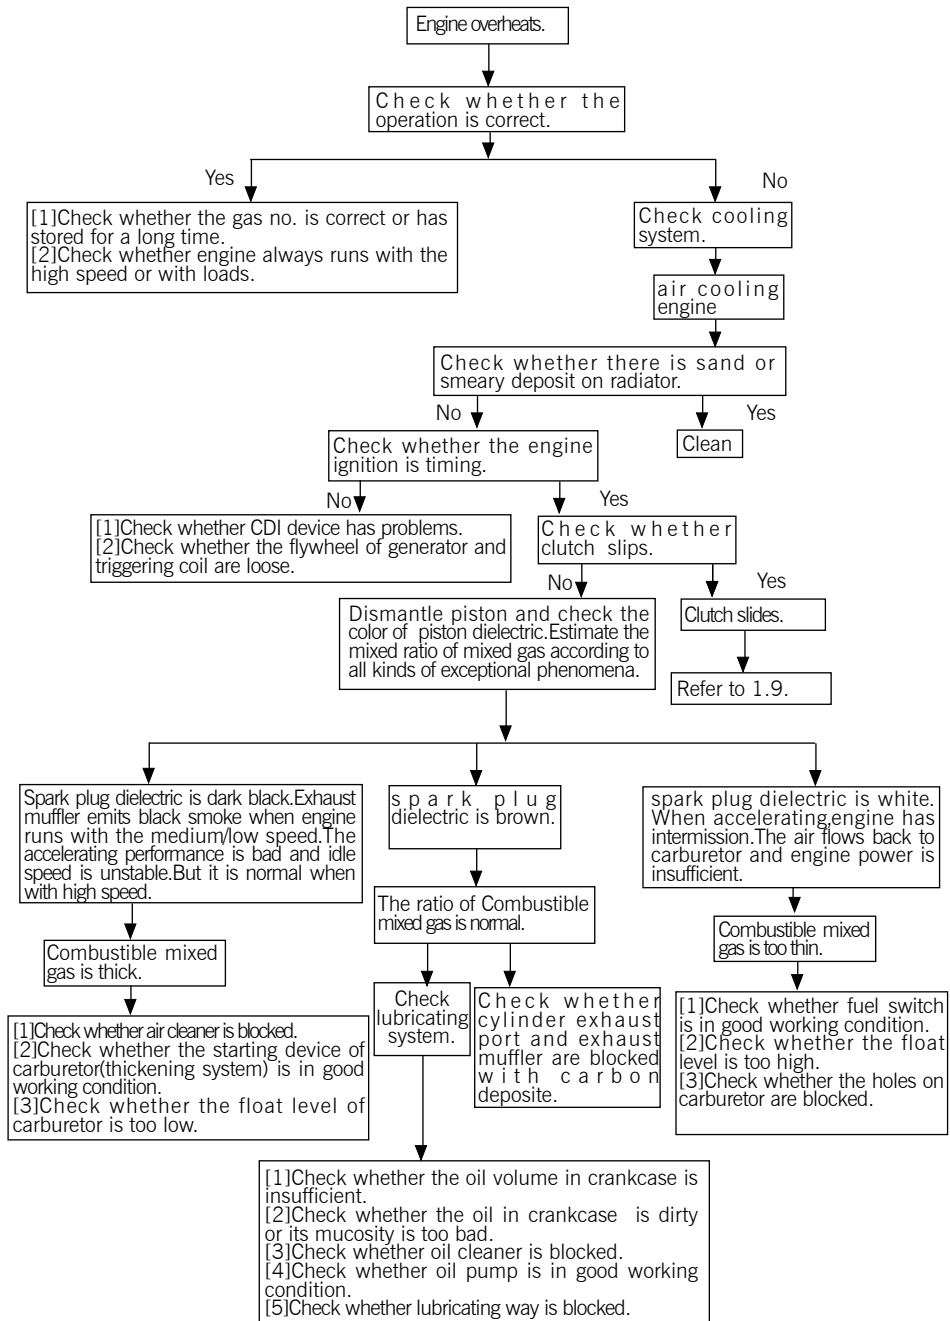 Engine overheats.
Check whether the
operation is correct.
Yes
No
[1]Check whether the gas no. is correct or has
stored for a long time.
[2]Check whether engine always runs with the
high speed or with loads.
Check cooling
system.
air cooling
engine
Check whether there is sand or
smeary deposit on radiator.
No
Yes
Check whether the engine
ignition is timing.
Clean
No
Yes
[1]Check whether CDI device has problems.
[2]Check whether the flywheel of generator and
triggering coil are loose.
Check whether
clutch slips.
No
Yes
Dismantle piston and check the
color of piston dielectric.Estimate the
mixed ratio of mixed gas according to
all kinds of exceptional phenomena.
Clutch slides.
Refer to 1.9.
Spark plug dielectric is dark black.Exhaust
muffler emits black smoke when engine
runs with the medium/low speed.The
accelerating performance is bad and idle
speed is unstable.But it is normal when
with high speed.
spark plug
dielectric is brown.
spark plug dielectric is white.
When accelerating,engine has
intermission.The air flows back to
carburetor and engine power is
insufficient.
The ratio of Combustible
mixed gas is normal.
Combustible mixed
gas is thick.
Combustible mixed
gas is too thin.
[1]Check whether air cleaner is blocked.
[2]Check whether the starting device of
carburetor(thickening system) is in good
working condition.
[3]Check whether the float level of
carburetor is too low.
Check
lubricating
system.
Check whether
cylinder exhaust
port and exhaust
muffler are blocked
with carbon
deposite.
[1]Check whether fuel switch
is in good working condition.
[2]Check whether the float
level is too high.
[3]Check whether the holes on
carburetor are blocked.
[1]Check whether the oil volume in crankcase is
insufficient.
[2]Check whether the oil in crankcase is dirty
or its mucosity is too bad.
[3]Check whether oil cleaner is blocked.
[4]Check whether oil pump is in good working
condition.
[5]Check whether lubricating way is blocked.